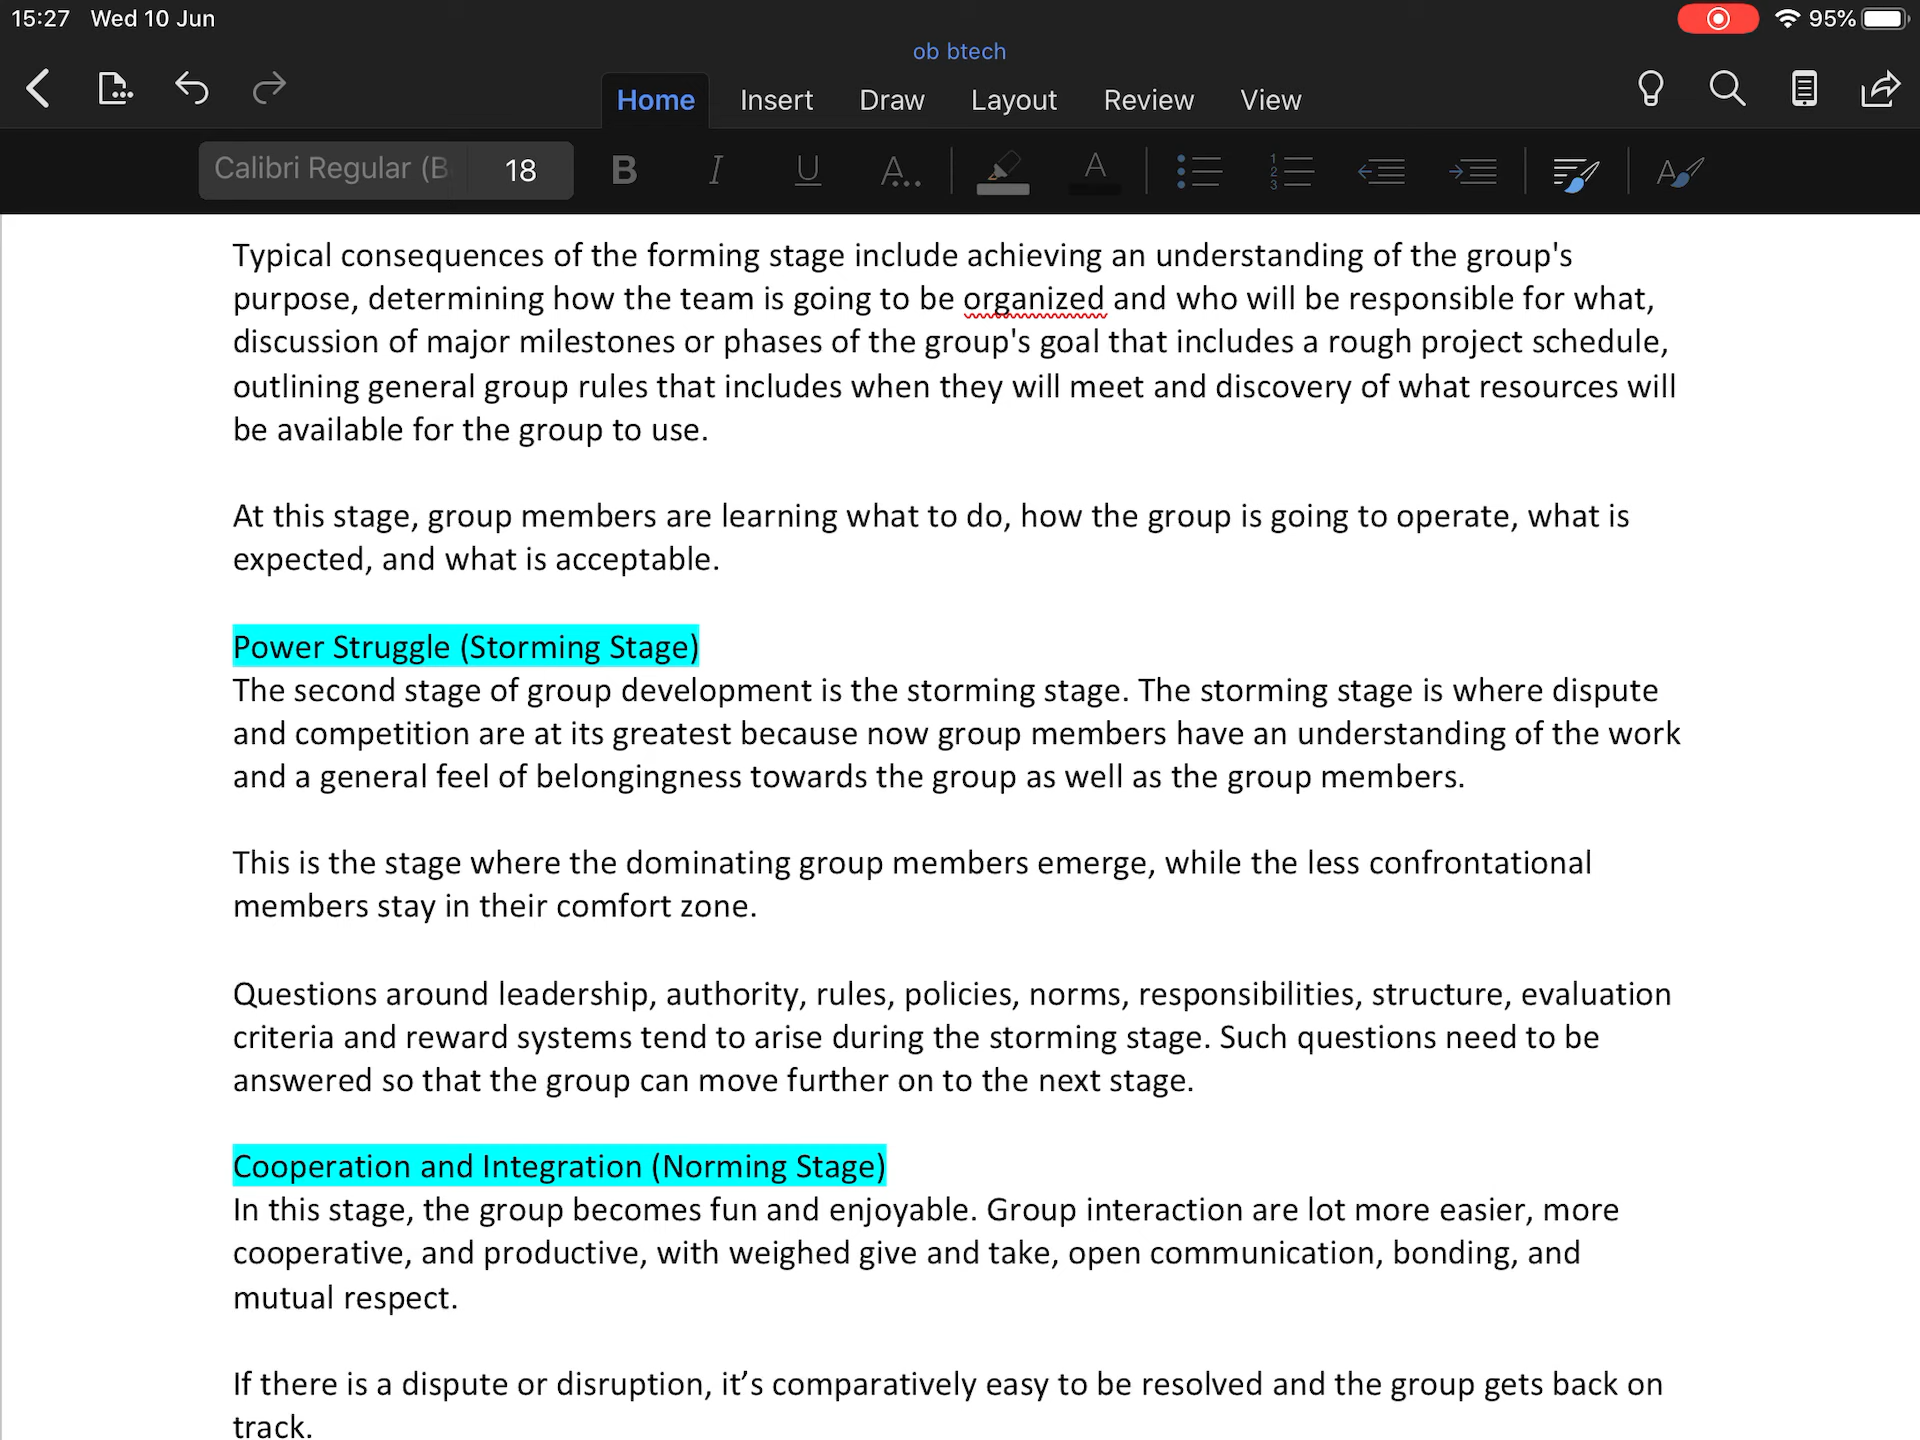 15:27 Wed 10 Jun
95%
ob btech
Home Insert Draw Layout Review View
Calibri Regular (B 18 B I U A... A
Typical consequences of the forming stage include achieving an understanding of the group's
purpose, determining how the team is going to be organized and who will be responsible for what,
discussion of major milestones or phases of the group's goal that includes a rough project schedule,
outlining general group rules that includes when they will meet and discovery of what resources will
be available for the group to use.
At this stage, group members are learning what to do, how the group is going to operate, what is
expected, and what is acceptable.
Power Struggle (Storming Stage)
The second stage of group development is the storming stage. The storming stage is where dispute
and competition are at its greatest because now group members have an understanding of the work
and a general feel of belongingness towards the group as well as the group members.
This is the stage where the dominating group members emerge, while the less confrontational
members stay in their comfort zone.
Questions around leadership, authority, rules, policies, norms, responsibilities, structure, evaluation
criteria and reward systems tend to arise during the storming stage. Such questions need to be
answered so that the group can move further on to the next stage.
Cooperation and Integration (Norming Stage)
In this stage, the group becomes fun and enjoyable. Group interaction are lot more easier, more
cooperative, and productive, with weighed give and take, open communication, bonding, and
mutual respect.
If there is a dispute or disruption, it’s comparatively easy to be resolved and the group gets back on
track.